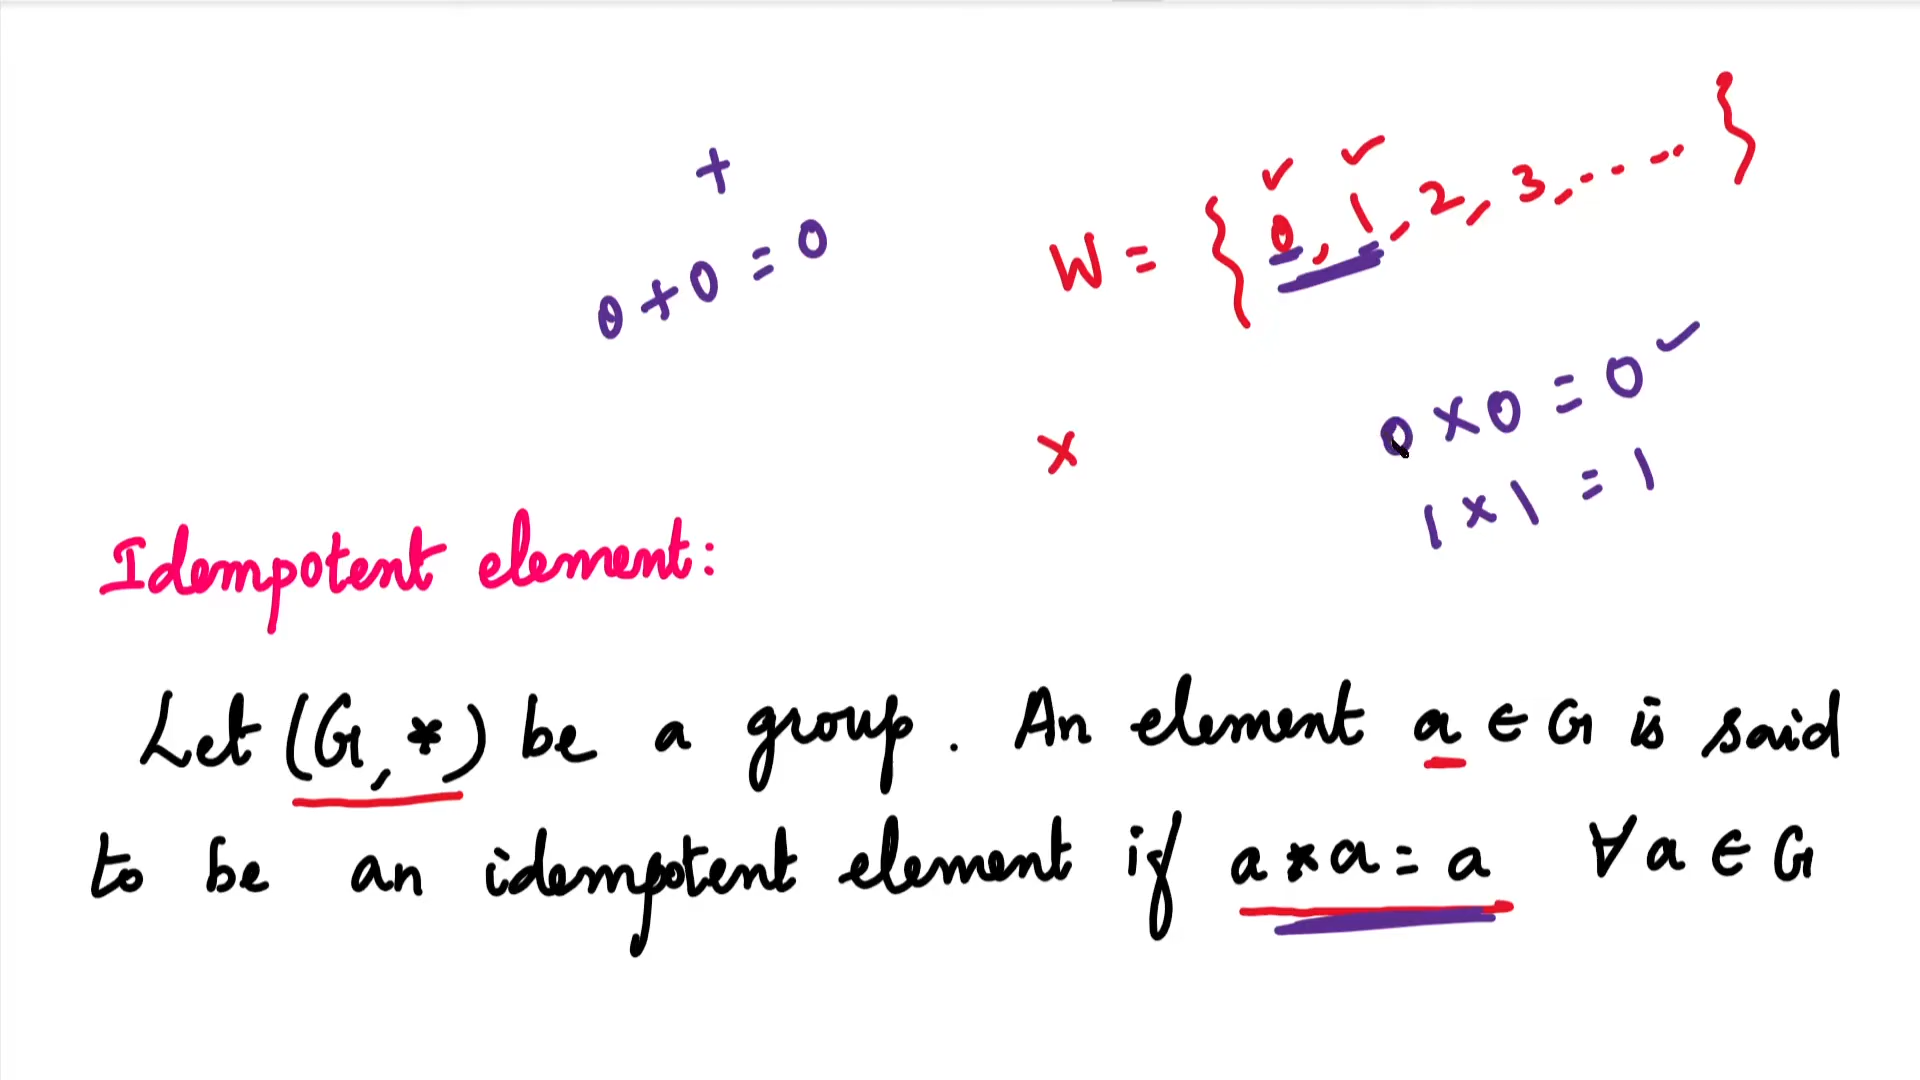 +
0 + 0 = 0
W = { 0, 1, 2, 3, ..... }
×
0 × 0 = 0 ✓
1 × 1 = 1
Idempotent element:
Let (G, *) be a group. An element a ∈ G is said
to be an idempotent element if a * a = a ∀ a ∈ G